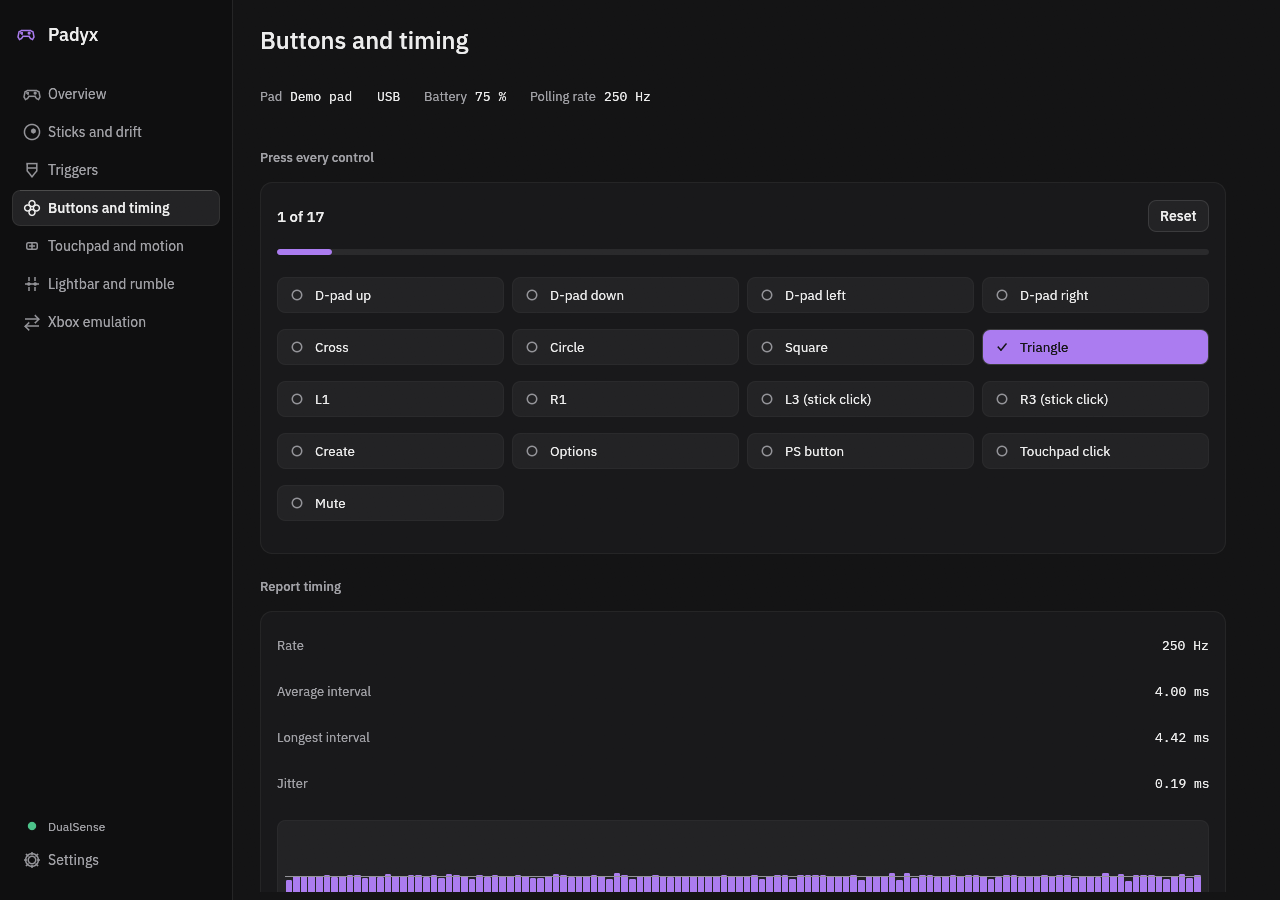 Padyx
Overview
Sticks and drift
Triggers
Buttons and timing
Touchpad and motion
Lightbar and rumble
Xbox emulation
DualSense
Settings
Buttons and timing
Pad Demo pad USB Battery 75 % Polling rate 250 Hz
Press every control
1 of 17 Reset
D-pad up D-pad down D-pad left D-pad right
Cross Circle Square Triangle
L1 R1 L3 (stick click) R3 (stick click)
Create Options PS button Touchpad click
Mute
Report timing
Rate 250 Hz
Average interval 4.00 ms
Longest interval 4.42 ms
Jitter 0.19 ms